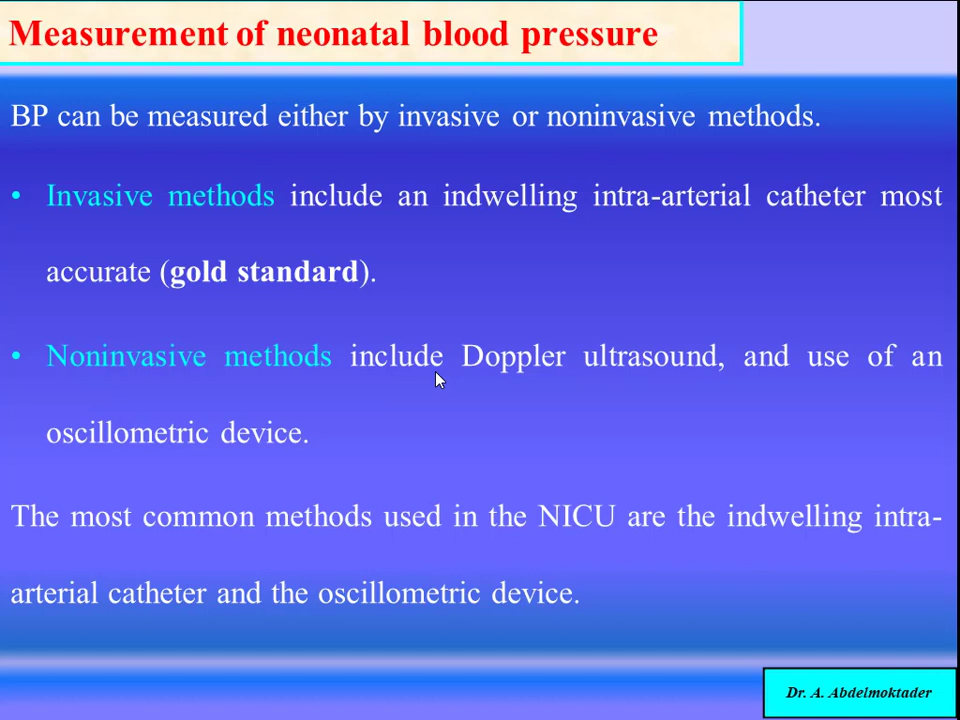 Measurement of neonatal blood pressure
BP can be measured either by invasive or noninvasive methods.
• Invasive methods include an indwelling intra-arterial catheter most
accurate (gold standard).
• Noninvasive methods include Doppler ultrasound, and use of an
oscillometric device.
The most common methods used in the NICU are the indwelling intra-
arterial catheter and the oscillometric device.
Dr. A. Abdelmoktader